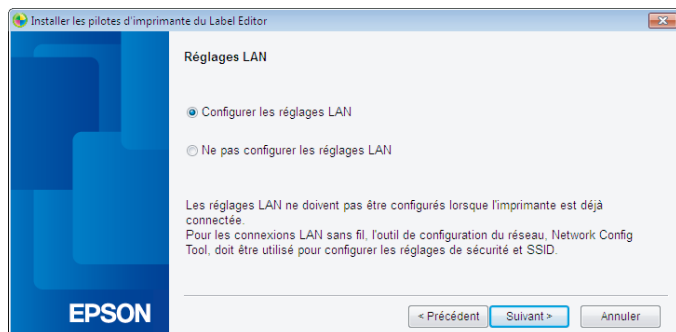 Installer les pilotes d'imprimante du Label Editor
Réglages LAN
Configurer les réglages LAN
Ne pas configurer les réglages LAN
Les réglages LAN ne doivent pas être configurés lorsque l'imprimante est déjà
connectée.
Pour les connexions LAN sans fil, l'outil de configuration du réseau, Network Config
Tool, doit être utilisé pour configurer les réglages de sécurité et SSID.
EPSON
< Précédent
Suivant >
Annuler